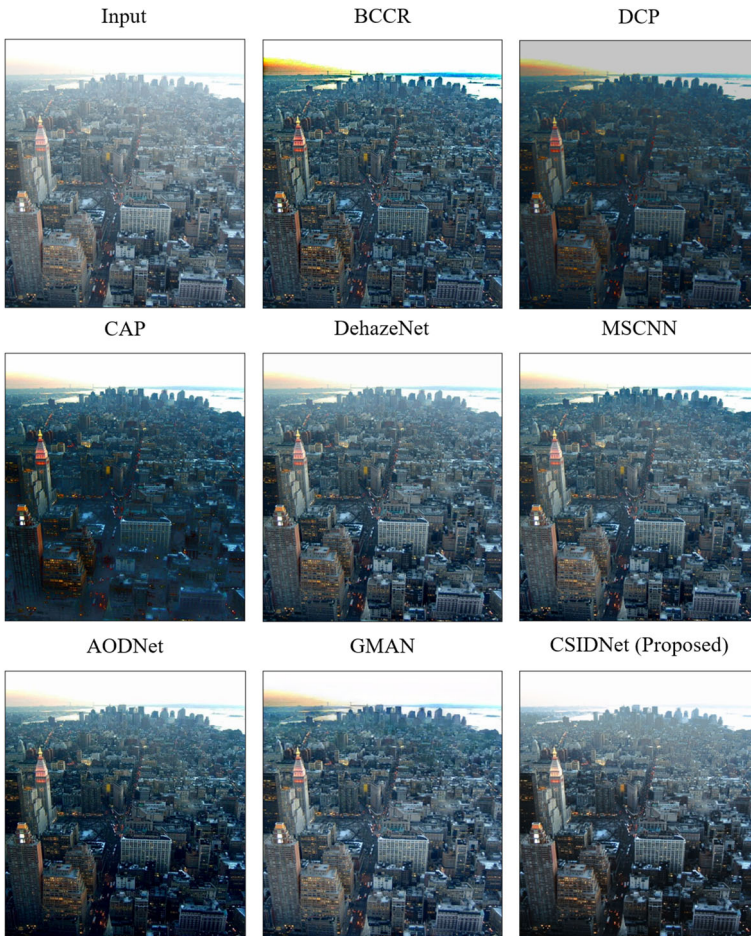 Input
BCCR
DCP
CAP
DehazeNet
MSCNN
AODNet
GMAN
CSIDNet (Proposed)